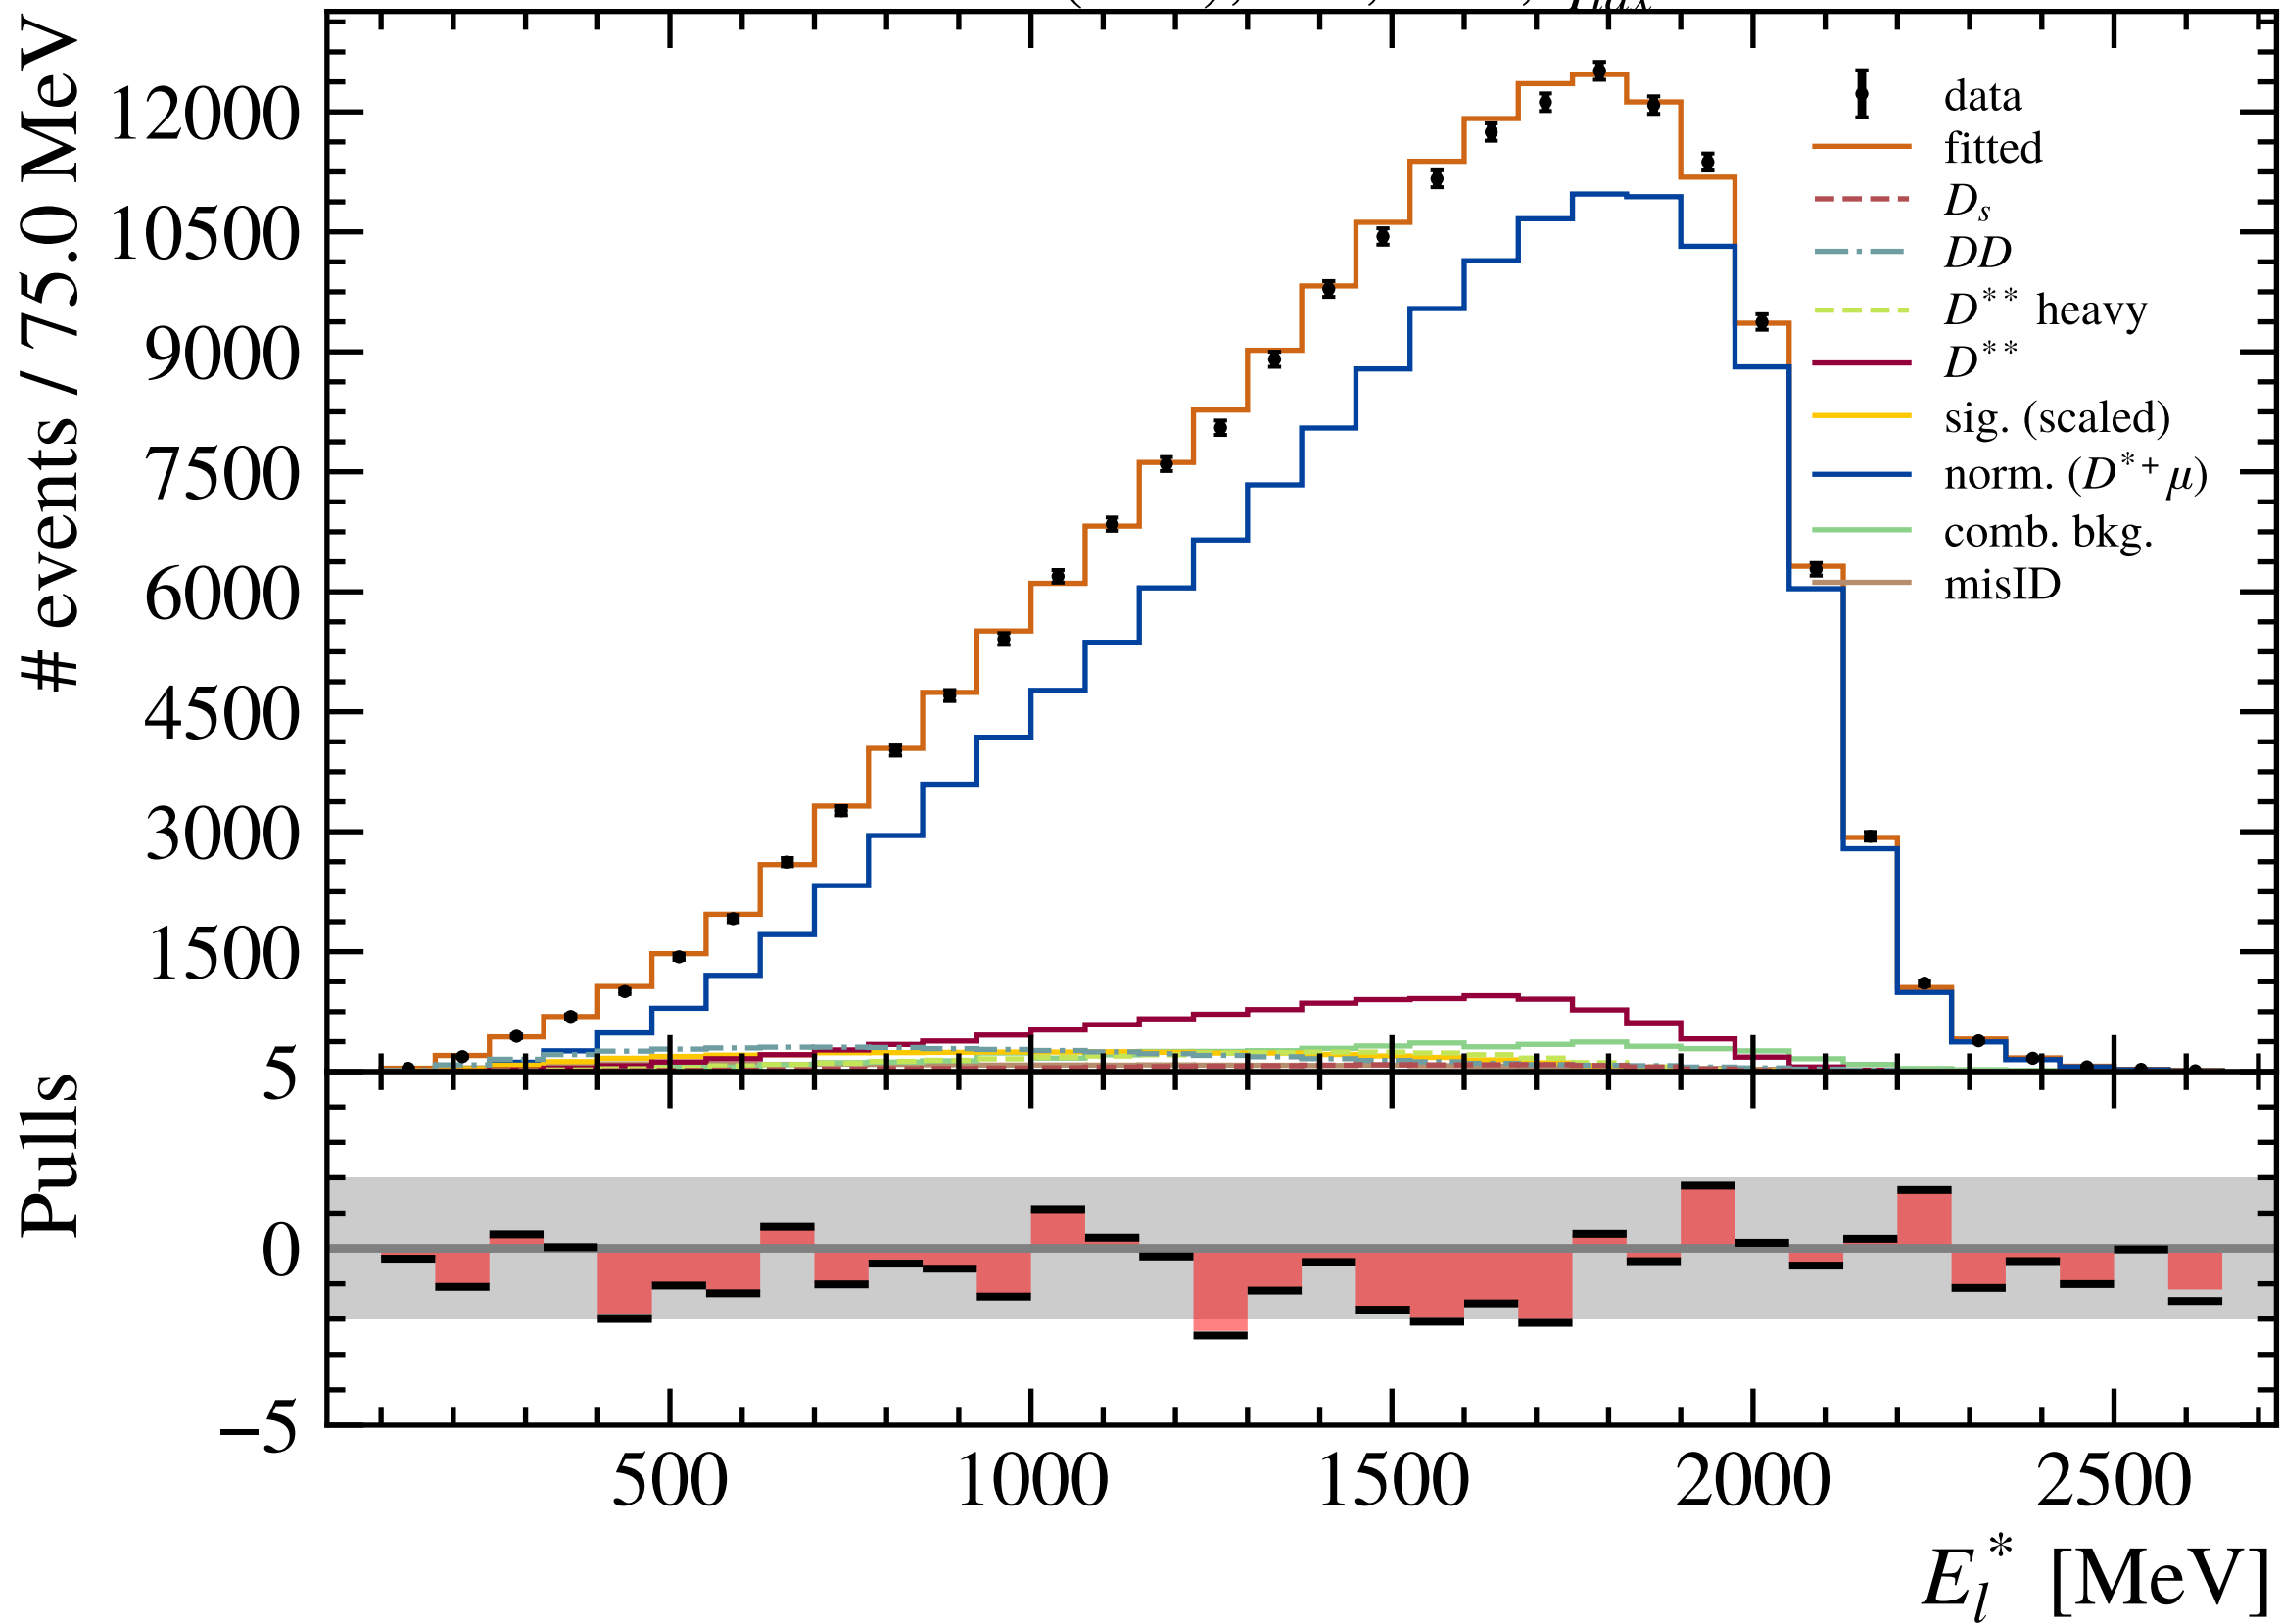 # events / 75.0 MeV
12000
10500
9000
7500
6000
4500
3000
1500
data
fitted
D_s
DD
D** heavy
D**
sig. (scaled)
norm. (D*+ μ)
comb. bkg.
misID
Pulls
5
0
−5
500 1000 1500 2000 2500
E_l* [MeV]